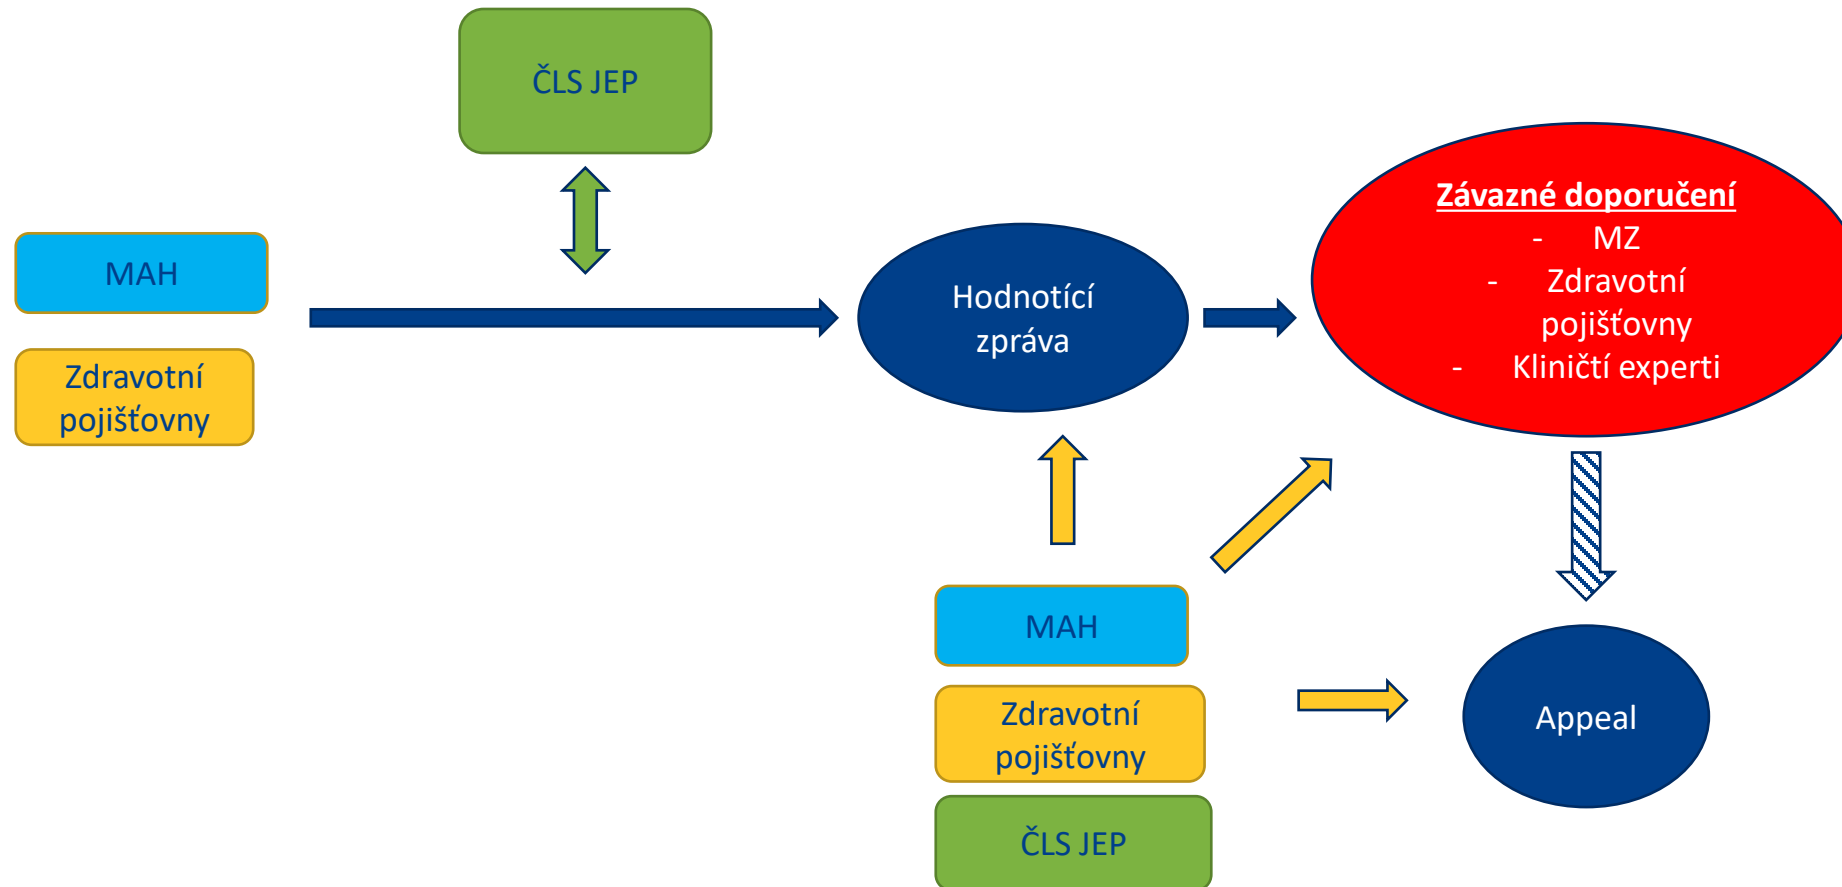 ČLS JEP
MAH
Zdravotní
pojišťovny
Hodnotící
zpráva
Závazné doporučení
- MZ
- Zdravotní
pojišťovny
- Kliničtí experti
MAH
Zdravotní
pojišťovny
ČLS JEP
Appeal